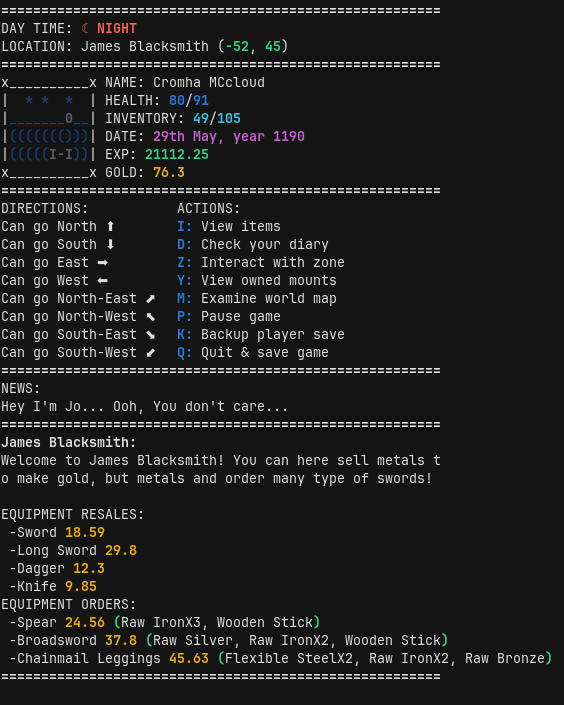 =======================================================
DAY TIME: ☾ NIGHT
LOCATION: James Blacksmith (-52, 45)
=======================================================
x__________x NAME: Cromha MCcloud
|  * *  *  | HEALTH: 80/91
|_______0__| INVENTORY: 49/105
|((((((()))| DATE: 29th May, year 1190
|(((((I-I))| EXP: 21112.25
x__________x GOLD: 76.3
=======================================================
DIRECTIONS:           ACTIONS:
Can go North ⬆        I: View items
Can go South ⬇        D: Check your diary
Can go East ➡         Z: Interact with zone
Can go West ⬅         Y: View owned mounts
Can go North-East ⬈   M: Examine world map
Can go North-West ⬉   P: Pause game
Can go South-East ⬊   K: Backup player save
Can go South-West ⬋   Q: Quit & save game
=======================================================
NEWS:
Hey I'm Jo... Ooh, You don't care...
=======================================================
James Blacksmith:
Welcome to James Blacksmith! You can here sell metals t
o make gold, but metals and order many type of swords!

EQUIPMENT RESALES:
 -Sword 18.59
 -Long Sword 29.8
 -Dagger 12.3
 -Knife 9.85
EQUIPMENT ORDERS:
 -Spear 24.56 (Raw IronX3, Wooden Stick)
 -Broadsword 37.8 (Raw Silver, Raw IronX2, Wooden Stick)
 -Chainmail Leggings 45.63 (Flexible SteelX2, Raw IronX2, Raw Bronze)
=======================================================